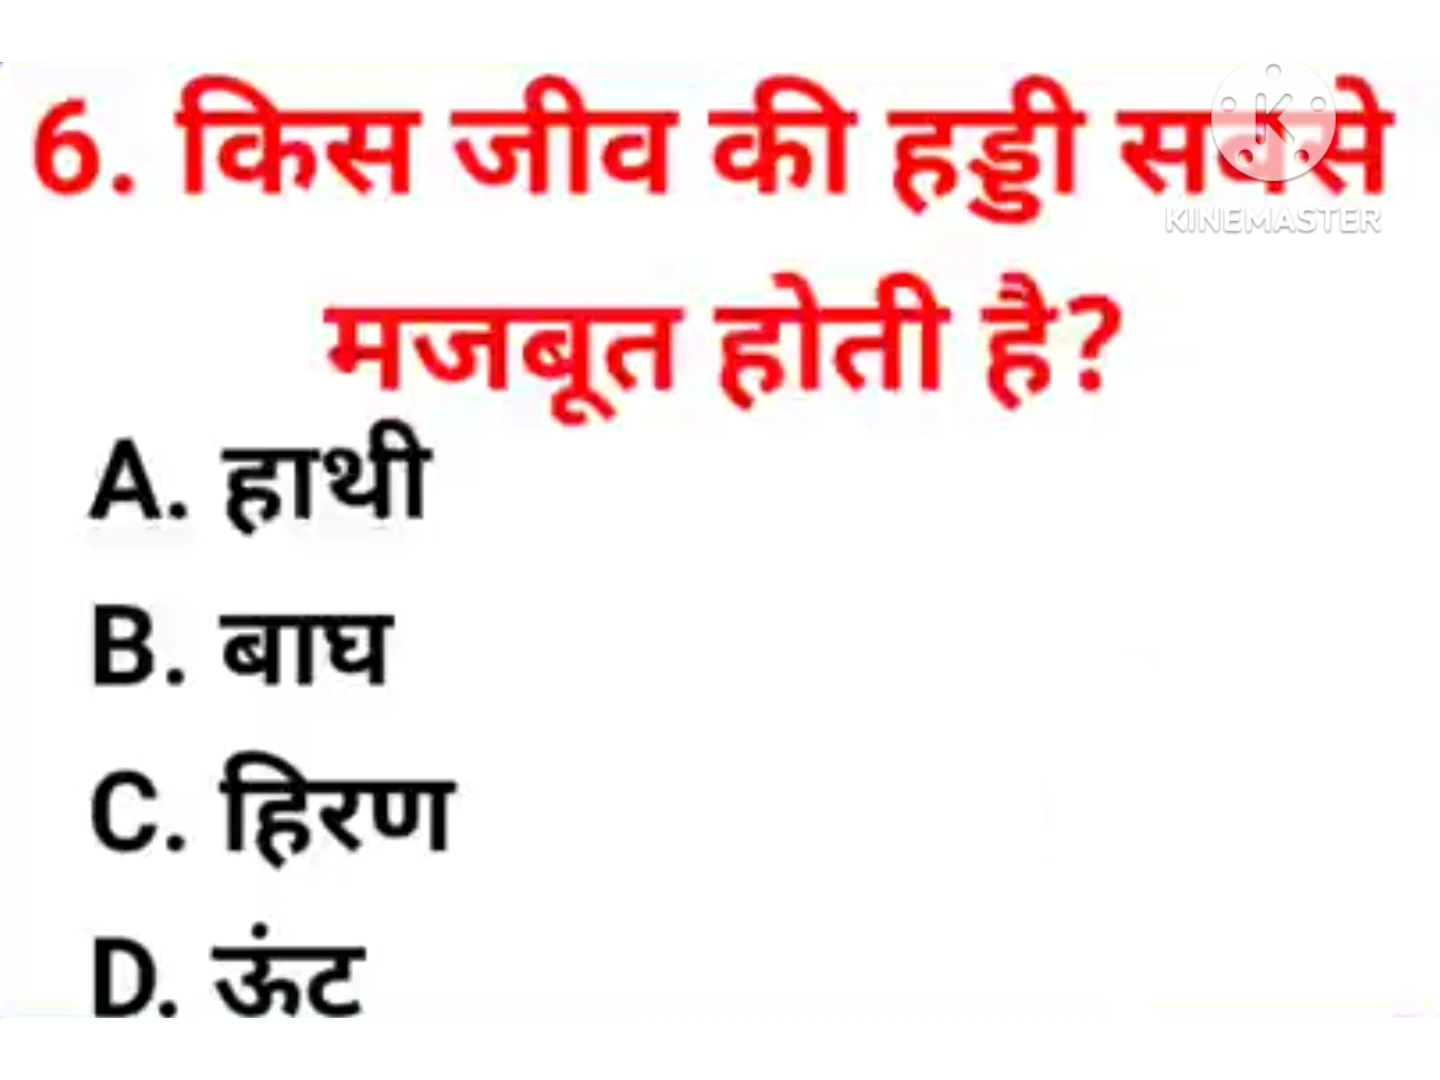 6. किस जीव की हड्डी सबसे
KINEMASTER
मजबूत होती है?
A. हाथी
B. बाघ
C. हिरण
D. ऊंट